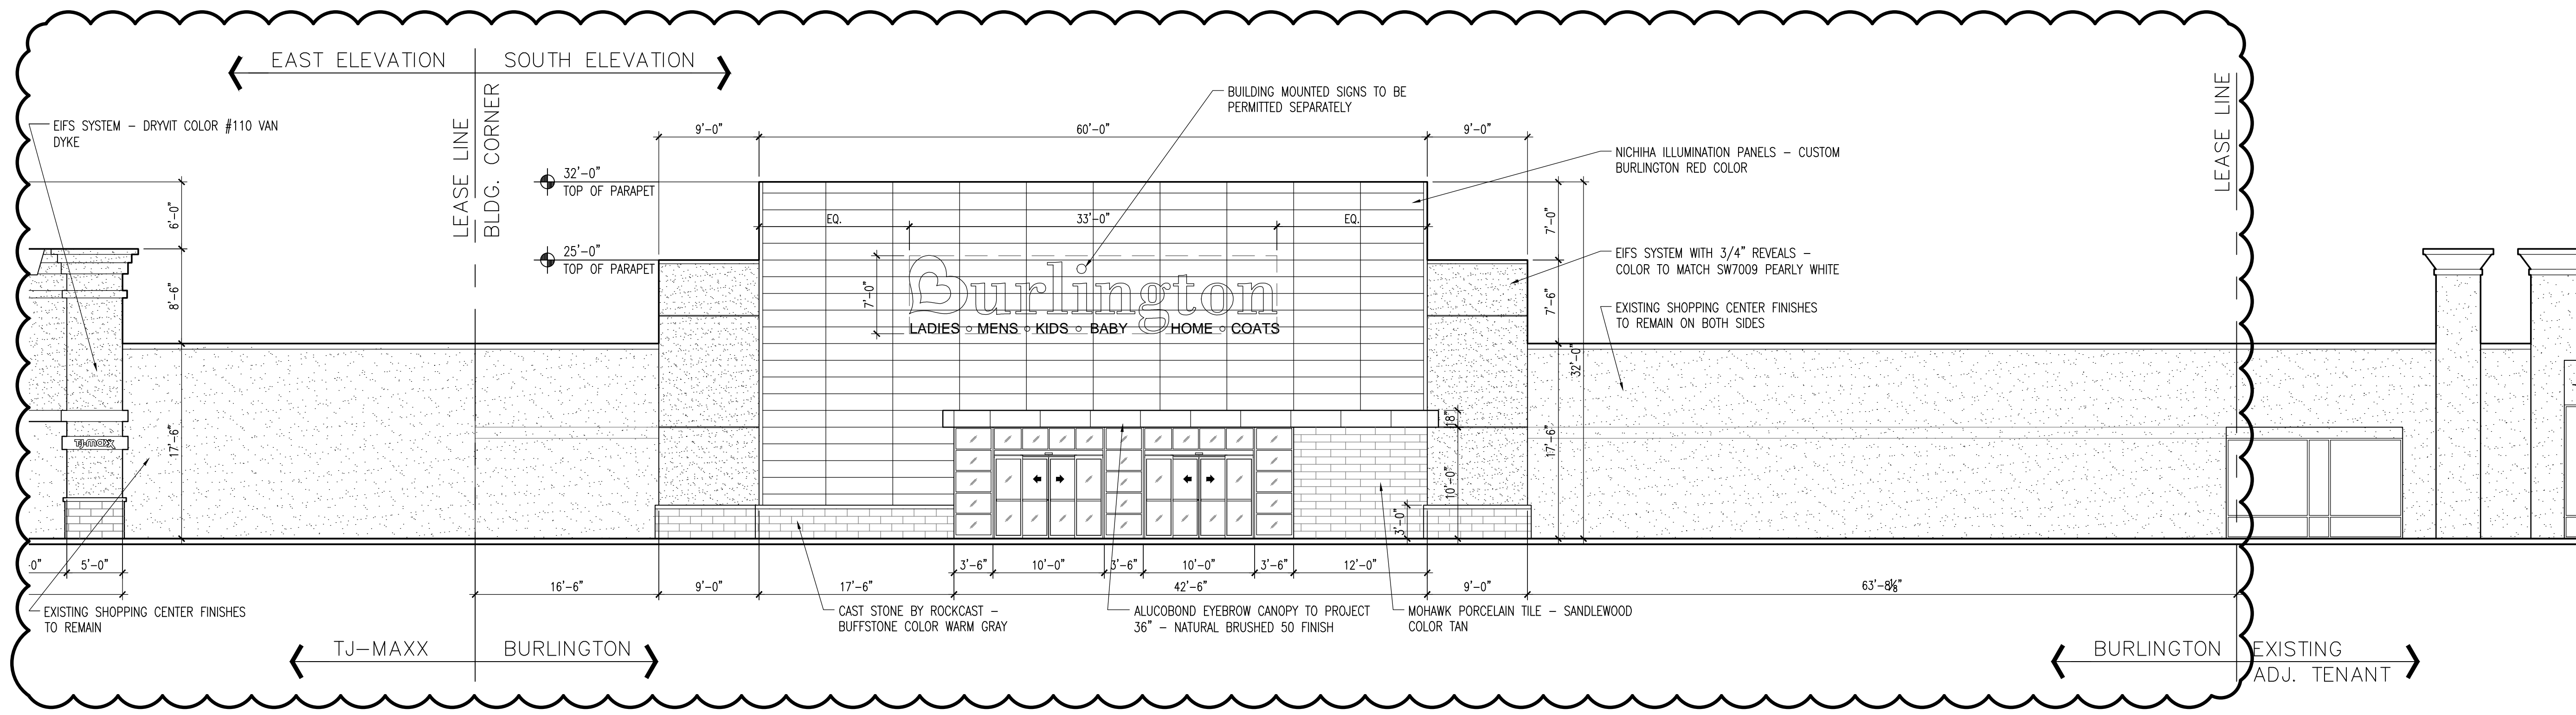 EAST ELEVATION
SOUTH ELEVATION
LEASE LINE
BLDG. CORNER
LEASE LINE
BUILDING MOUNTED SIGNS TO BE
PERMITTED SEPARATELY
EIFS SYSTEM - DRYVIT COLOR #110 VAN
DYKE
9'-0"
60'-0"
9'-0"
NICHIHA ILLUMINATION PANELS - CUSTOM
BURLINGTON RED COLOR
32'-0"
TOP OF PARAPET
6'-0"
EQ.
33'-0"
EQ.
7'-0"
25'-0"
TOP OF PARAPET
EIFS SYSTEM WITH 3/4" REVEALS -
COLOR TO MATCH SW7009 PEARLY WHITE
8'-6"
7'-0"
Burlington
7'-6"
EXISTING SHOPPING CENTER FINISHES
TO REMAIN ON BOTH SIDES
LADIES ∘ MENS ∘ KIDS ∘ BABY HOME ∘ COATS
32'-0"
18"
TJ-maxx
17'-6"
17'-6"
10'-0"
3'-0"
-0"
5'-0"
3'-6"
10'-0"
3'-6"
10'-0"
3'-6"
12'-0"
16'-6"
9'-0"
17'-6"
42'-6"
9'-0"
63'-8⅛"
EXISTING SHOPPING CENTER FINISHES
TO REMAIN
CAST STONE BY ROCKCAST -
BUFFSTONE COLOR WARM GRAY
ALUCOBOND EYEBROW CANOPY TO PROJECT
36" - NATURAL BRUSHED 50 FINISH
MOHAWK PORCELAIN TILE - SANDLEWOOD
COLOR TAN
TJ-MAXX
BURLINGTON
BURLINGTON
EXISTING
ADJ. TENANT